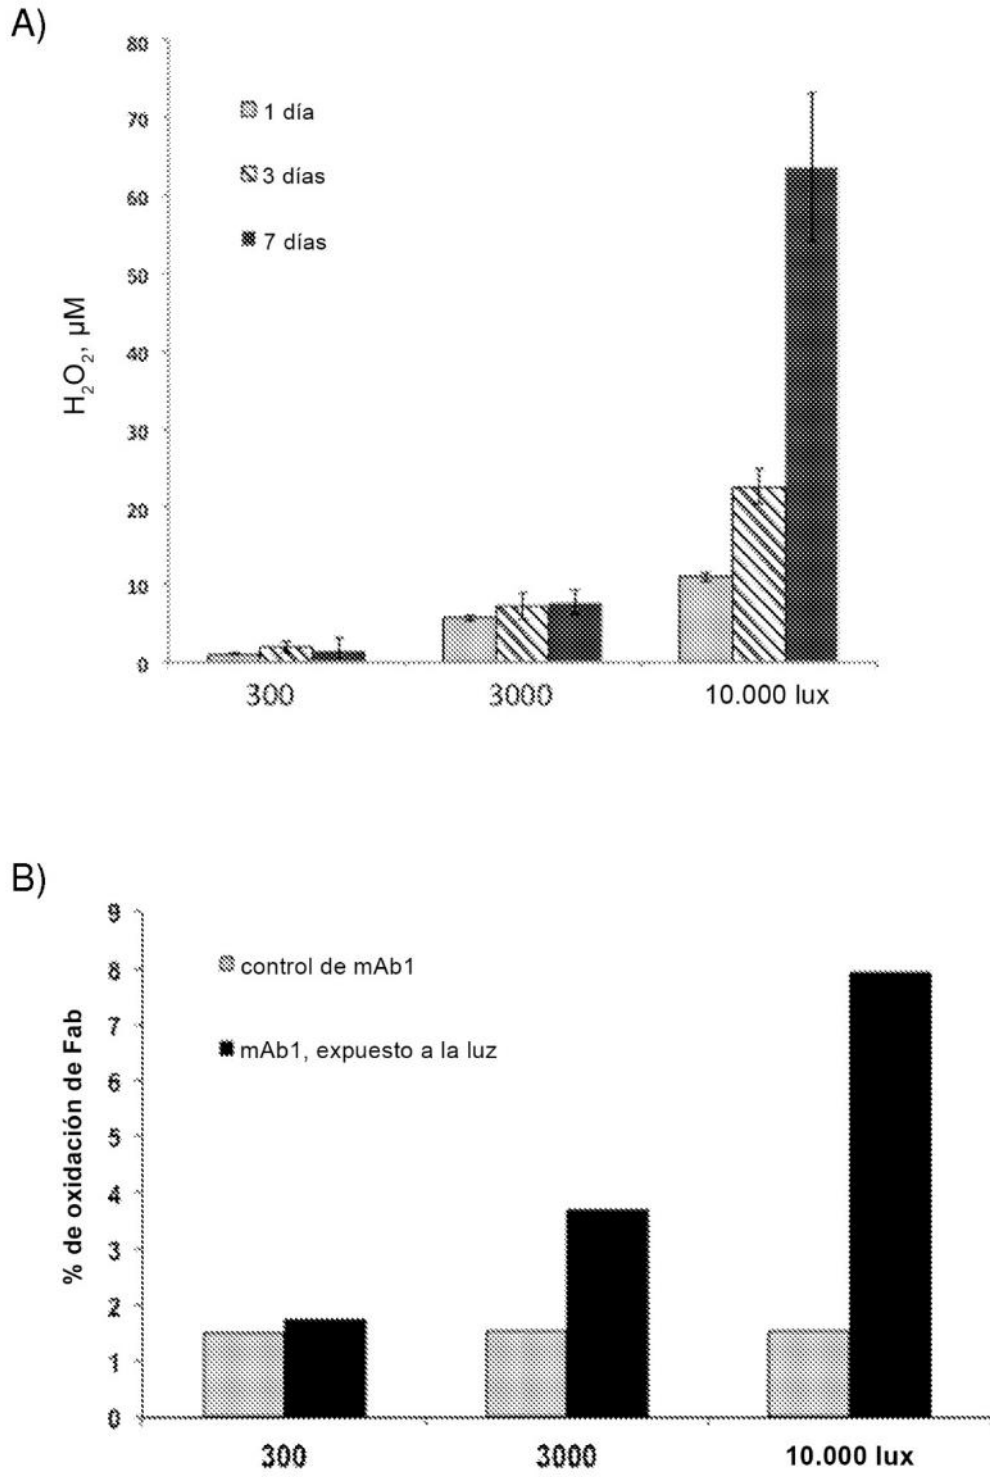 A)
80
70
60
50
40
30
20
10
0
H₂O₂, µM
1 día
3 días
7 días
300 3000 10.000 lux
B)
9
8
7
6
5
4
3
2
1
0
% de oxidación de Fab
control de mAb1
mAb1, expuesto a la luz
300 3000 10.000 lux